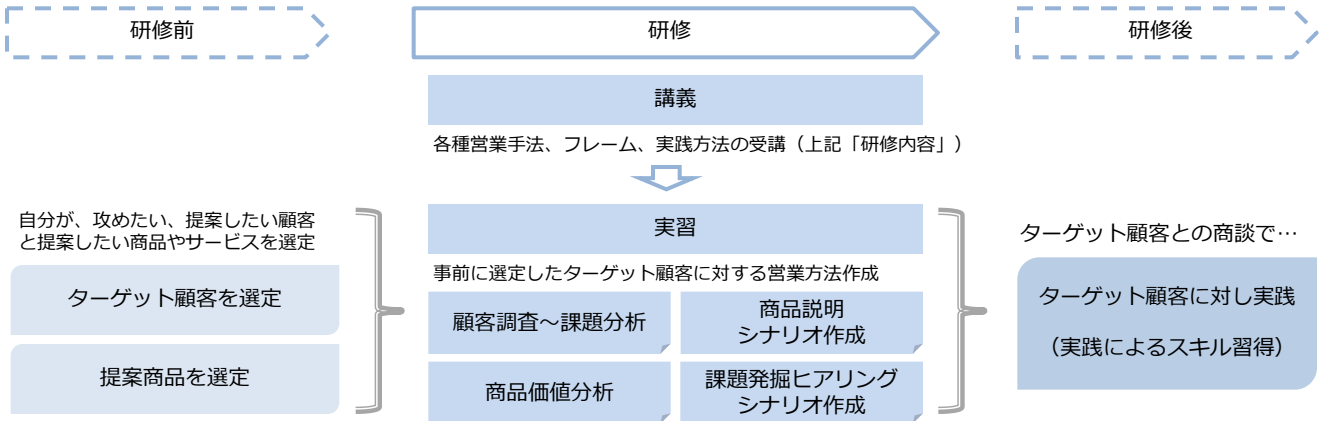 研修前
研修
研修後
講義
各種営業手法、フレーム、実践方法の受講（上記「研修内容」）
自分が、攻めたい、提案したい顧客
と提案したい商品やサービスを選定
ターゲット顧客を選定
提案商品を選定
実習
事前に選定したターゲット顧客に対する営業方法作成
顧客調査～課題分析
商品説明
シナリオ作成
商品価値分析
課題発掘ヒアリング
シナリオ作成
ターゲット顧客との商談で…
ターゲット顧客に対し実践
（実践によるスキル習得）